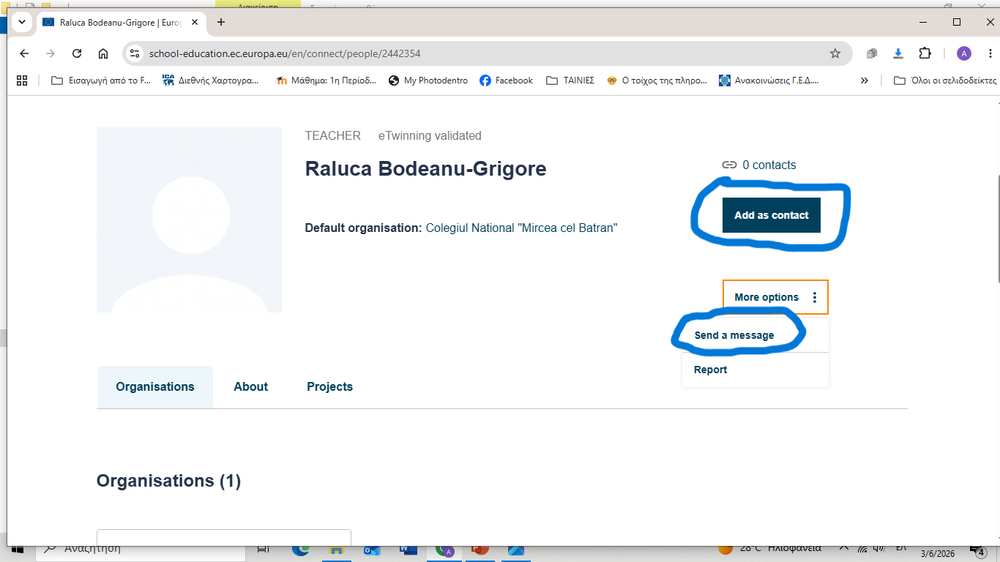 Διαχείριση
Raluca Bodeanu-Grigore | Europ
school-education.ec.europa.eu/en/connect/people/2442354
A
Εισαγωγή από το F...
ICA
Διεθνής Χαρτογρα...
Μάθημα: 1η Περίοδ...
My Photodentro
Facebook
ΤΑΙΝΙΕΣ
Ο τοίχος της πληρο...
Ανακοινώσεις Γ.Ε.Δ....
»
Όλοι οι σελιδοδείκτες
TEACHER eTwinning validated
Raluca Bodeanu-Grigore
0 contacts
Add as contact
Default organisation: Colegiul National "Mircea cel Batran"
More options
Send a message
Report
Organisations About Projects
Organisations (1)
Αναζήτηση
A
28°C Ηλιοφάνεια
ΕΛ
3/6/2026
4